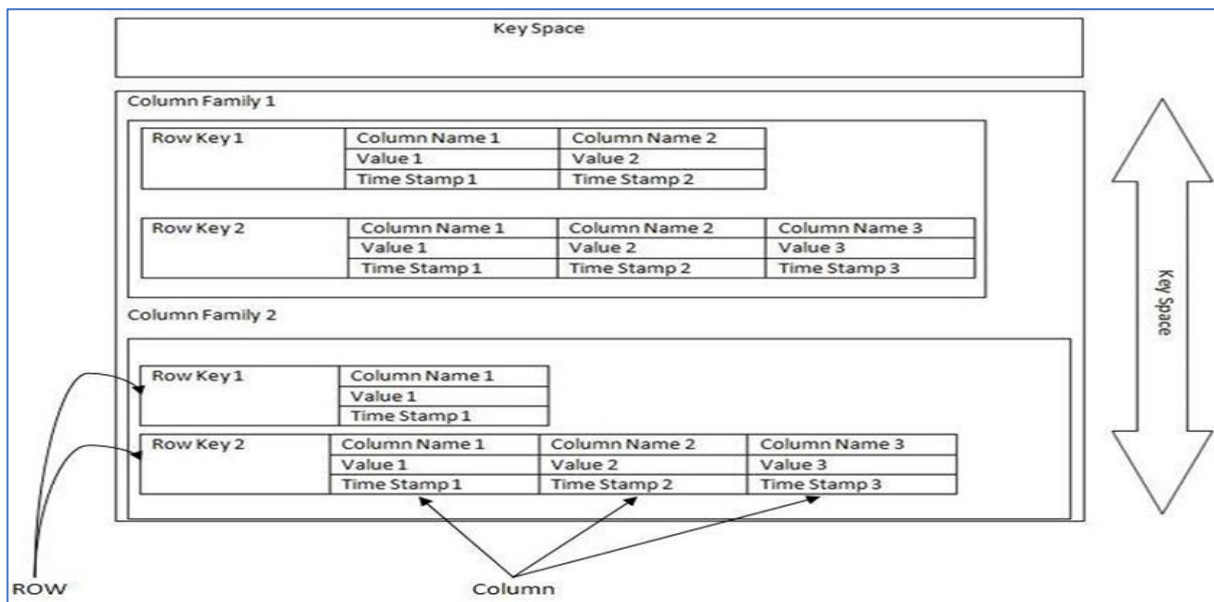 Key Space
Column Family 1
Row Key 1 Column Name 1 Column Name 2
Value 1 Value 2
Time Stamp 1 Time Stamp 2
Row Key 2 Column Name 1 Column Name 2 Column Name 3
Value 1 Value 2 Value 3
Time Stamp 1 Time Stamp 2 Time Stamp 3
Column Family 2
Row Key 1 Column Name 1
Value 1
Time Stamp 1
Row Key 2 Column Name 1 Column Name 2 Column Name 3
Value 1 Value 2 Value 3
Time Stamp 1 Time Stamp 2 Time Stamp 3
Key Space
ROW
Column